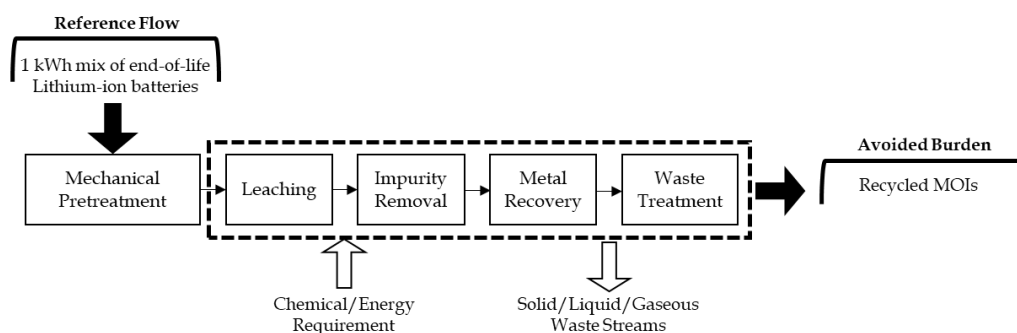 Reference Flow
1 kWh mix of end-of-life
Lithium-ion batteries
Mechanical
Pretreatment
Leaching
Impurity
Removal
Metal
Recovery
Waste
Treatment
Avoided Burden
Recycled MOIs
Chemical/Energy
Requirement
Solid/Liquid/Gaseous
Waste Streams